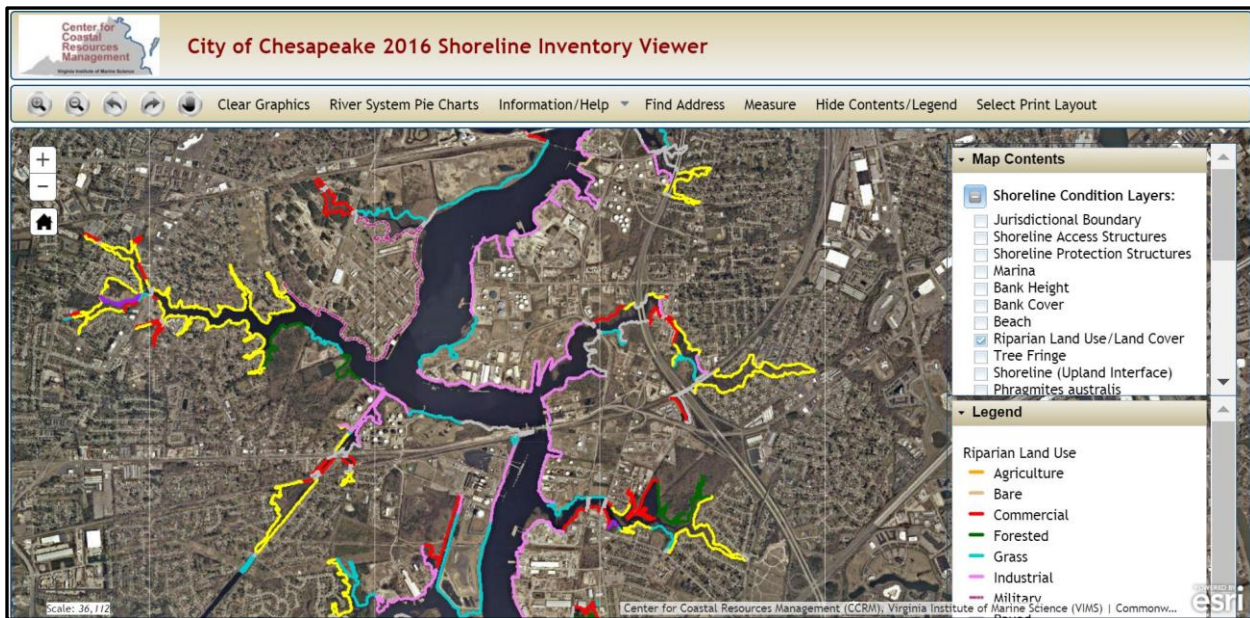 Center for
Coastal
Resources
Management
Virginia Institute of Marine Science
City of Chesapeake 2016 Shoreline Inventory Viewer
Clear Graphics River System Pie Charts Information/Help Find Address Measure Hide Contents/Legend Select Print Layout
+
−
Map Contents
Shoreline Condition Layers:
Jurisdictional Boundary
Shoreline Access Structures
Shoreline Protection Structures
Marina
Bank Height
Bank Cover
Beach
Riparian Land Use/Land Cover
Tree Fringe
Shoreline (Upland Interface)
Phragmites australis
Legend
Riparian Land Use
Agriculture
Bare
Commercial
Forested
Grass
Industrial
Military
Scale: 36,112
Center for Coastal Resources Management (CCRM), Virginia Institute of Marine Science (VIMS) | Commonw...
POWERED BY
esri